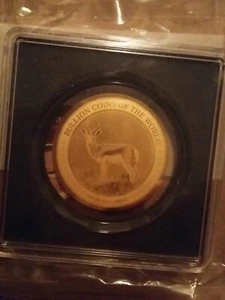 BULLION COINS OF THE WORLD